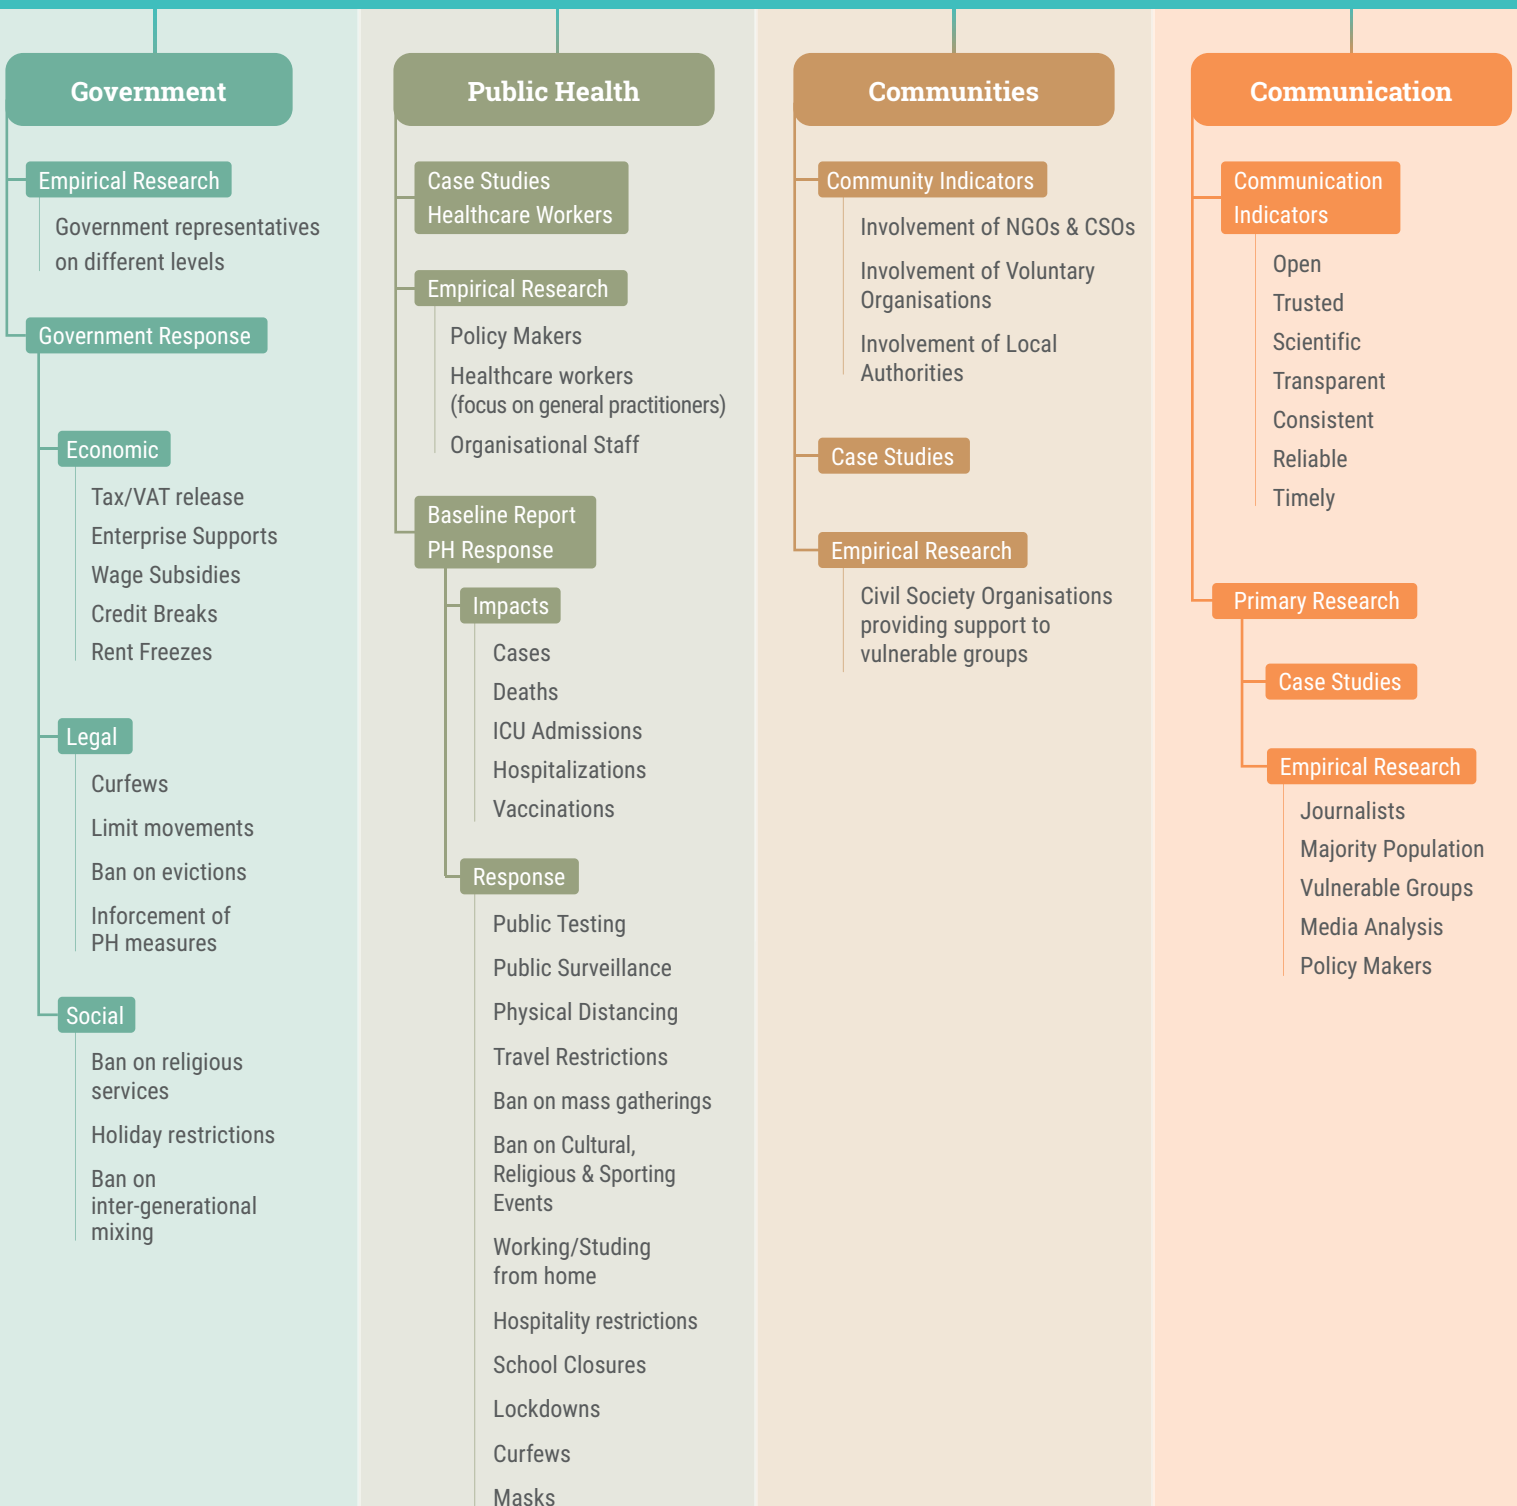 Government
Empirical Research
Government representatives
on different levels
Government Response
Economic
Tax/VAT release
Enterprise Supports
Wage Subsidies
Credit Breaks
Rent Freezes
Legal
Curfews
Limit movements
Ban on evictions
Inforcement of
PH measures
Social
Ban on religious
services
Holiday restrictions
Ban on
inter-generational
mixing
Public Health
Case Studies
Healthcare Workers
Empirical Research
Policy Makers
Healthcare workers
(focus on general practitioners)
Organisational Staff
Baseline Report
PH Response
Impacts
Cases
Deaths
ICU Admissions
Hospitalizations
Vaccinations
Response
Public Testing
Public Surveillance
Physical Distancing
Travel Restrictions
Ban on mass gatherings
Ban on Cultural,
Religious & Sporting
Events
Working/Studing
from home
Hospitality restrictions
School Closures
Lockdowns
Curfews
Masks
Communities
Community Indicators
Involvement of NGOs & CSOs
Involvement of Voluntary
Organisations
Involvement of Local
Authorities
Case Studies
Empirical Research
Civil Society Organisations
providing support to
vulnerable groups
Communication
Communication
Indicators
Open
Trusted
Scientific
Transparent
Consistent
Reliable
Timely
Primary Research
Case Studies
Empirical Research
Journalists
Majority Population
Vulnerable Groups
Media Analysis
Policy Makers